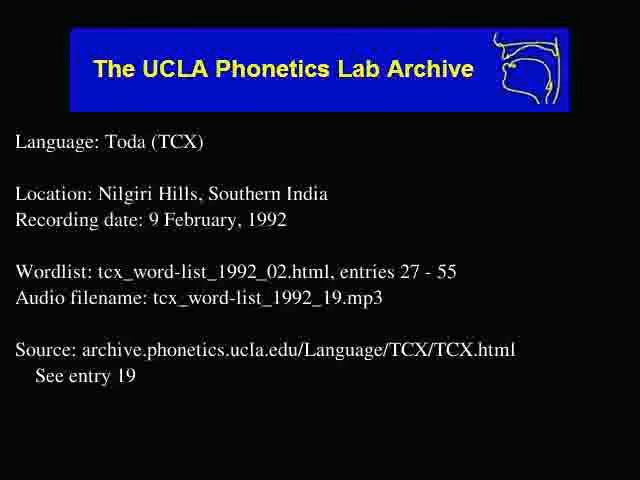 The UCLA Phonetics Lab Archive
Language: Toda (TCX)
Location: Nilgiri Hills, Southern India
Recording date: 9 February, 1992
Wordlist: tcx_word-list_1992_02.html, entries 27 - 55
Audio filename: tcx_word-list_1992_19.mp3
Source: archive.phonetics.ucla.edu/Language/TCX/TCX.html
See entry 19